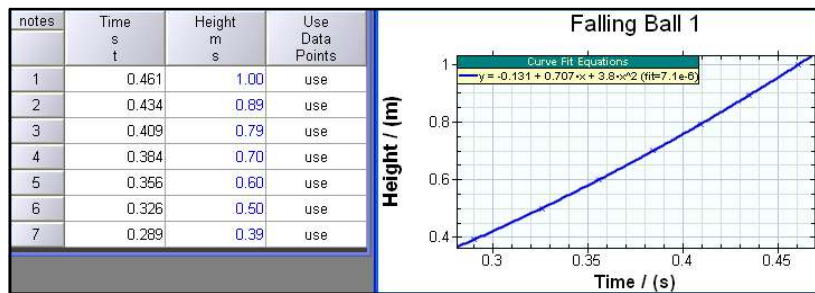 notes Time Height Use
s m Data
t s Points
1 0.461 1.00 use
2 0.434 0.89 use
3 0.409 0.79 use
4 0.384 0.70 use
5 0.356 0.60 use
6 0.326 0.50 use
7 0.289 0.39 use
Falling Ball 1
Curve Fit Equations
y = -0.131 + 0.707·x + 3.8·x^2 (fit=7.1e-6)
Height / (m)
1
0.8
0.6
0.4
0.3 0.35 0.4 0.45
Time / (s)